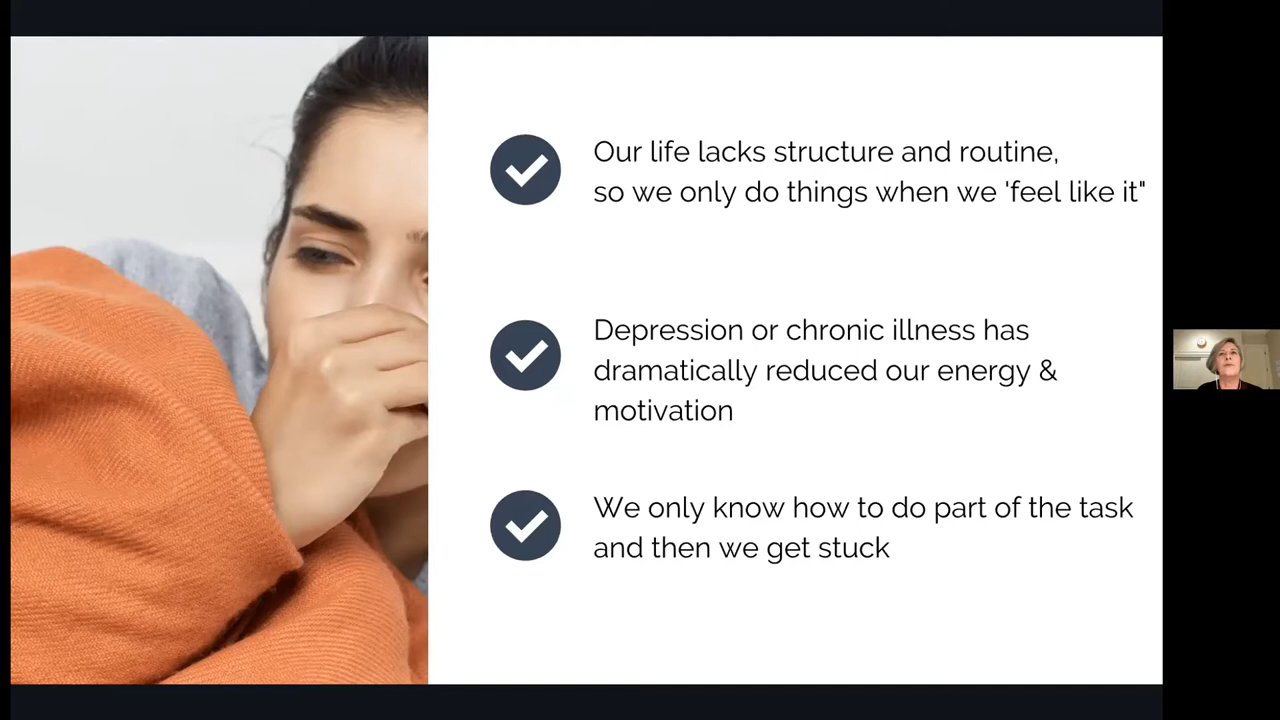 Our life lacks structure and routine,
so we only do things when we 'feel like it"
Depression or chronic illness has
dramatically reduced our energy &
motivation
We only know how to do part of the task
and then we get stuck